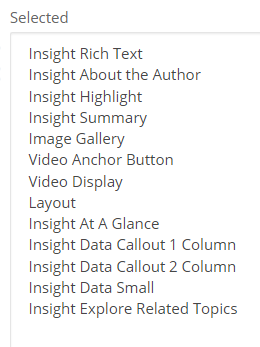 Selected
Insight Rich Text
Insight About the Author
Insight Highlight
Insight Summary
Image Gallery
Video Anchor Button
Video Display
Layout
Insight At A Glance
Insight Data Callout 1 Column
Insight Data Callout 2 Column
Insight Data Small
Insight Explore Related Topics